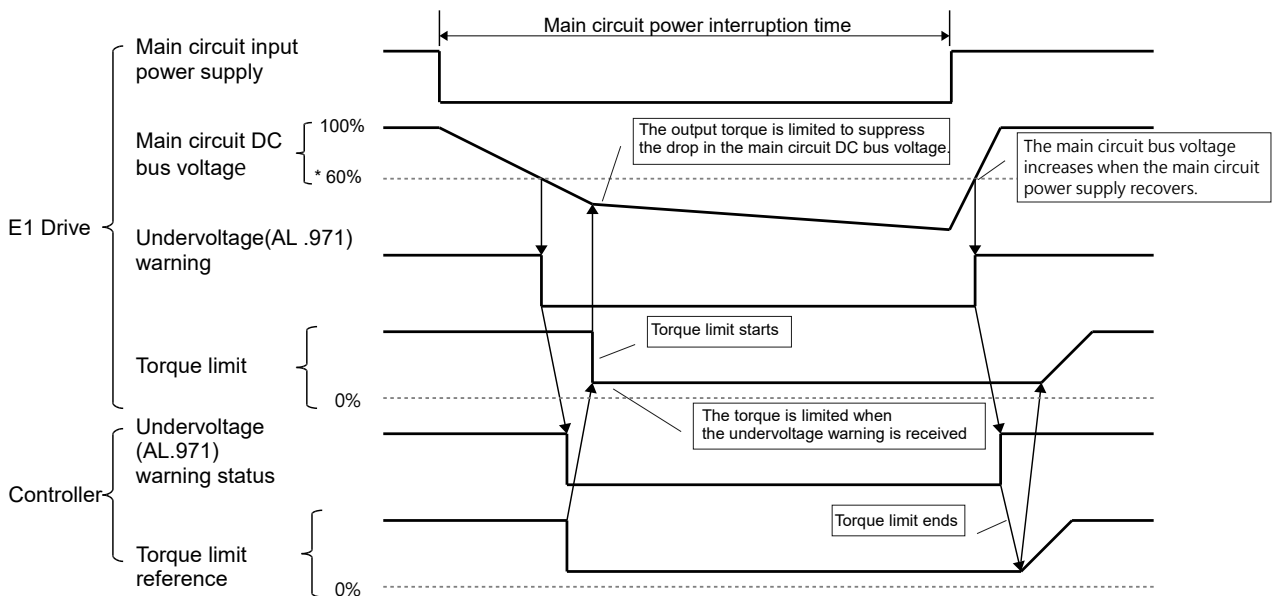 Main circuit power interruption time
Main circuit input
power supply
Main circuit DC
bus voltage
100%
* 60%
The output torque is limited to suppress
the drop in the main circuit DC bus voltage.
The main circuit bus voltage
increases when the main circuit
power supply recovers.
E1 Drive
Undervoltage(AL .971)
warning
Torque limit
0%
Torque limit starts
The torque is limited when
the undervoltage warning is received
Controller
Undervoltage
(AL.971)
warning status
Torque limit ends
Torque limit
reference
0%